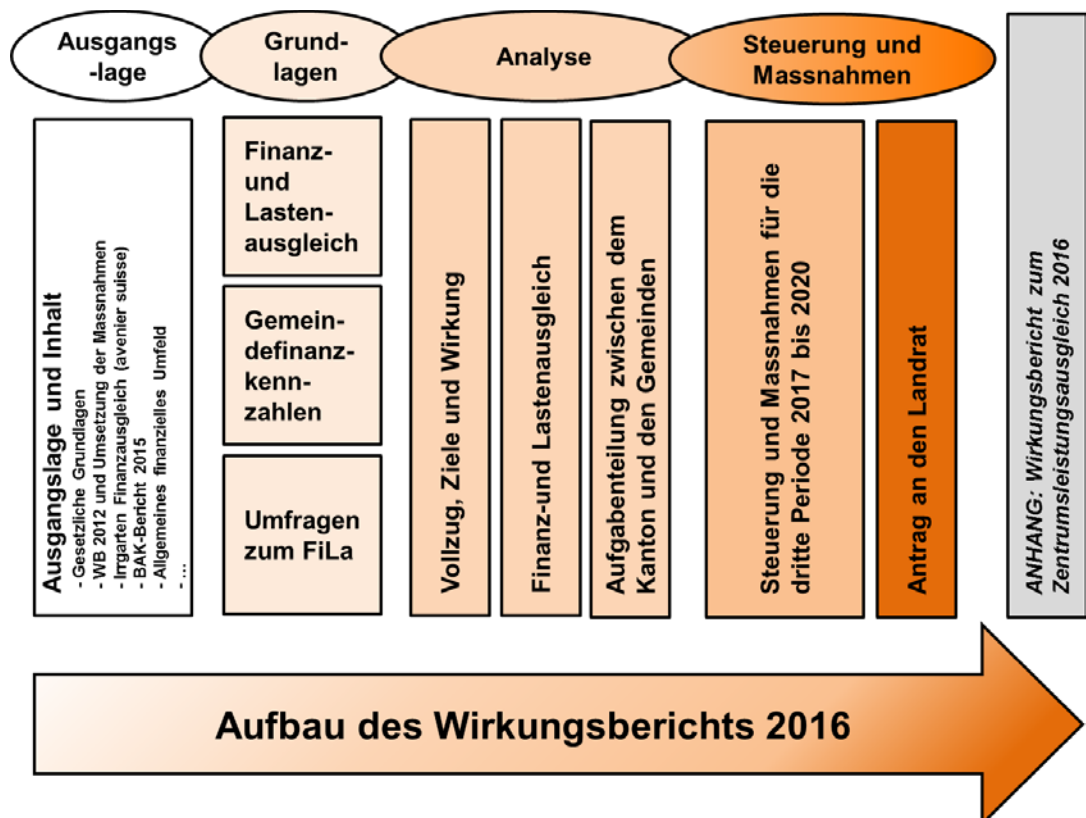 Ausgangs
-lage
Grund-
lagen
Analyse
Steuerung und
Massnahmen
Ausgangslage und Inhalt
- Gesetzliche Grundlagen
- WB 2012 und Umsetzung der Massnahmen
- Irrgarten Finanzausgleich (avenier suisse)
- BAK-Bericht 2015
- Allgemeines finanzielles Umfeld
- ...
Finanz-
und
Lasten-
ausgleich
Gemein-
definanz-
kenn-
zahlen
Umfragen
zum FiLa
Vollzug, Ziele und Wirkung
Finanz-und Lastenausgleich
Aufgabenteilung zwischen dem
Kanton und den Gemeinden
Steuerung und Massnahmen für die
dritte Periode 2017 bis 2020
Antrag an den Landrat
ANHANG: Wirkungsbericht zum
Zentrumsleistungsausgleich 2016
Aufbau des Wirkungsberichts 2016